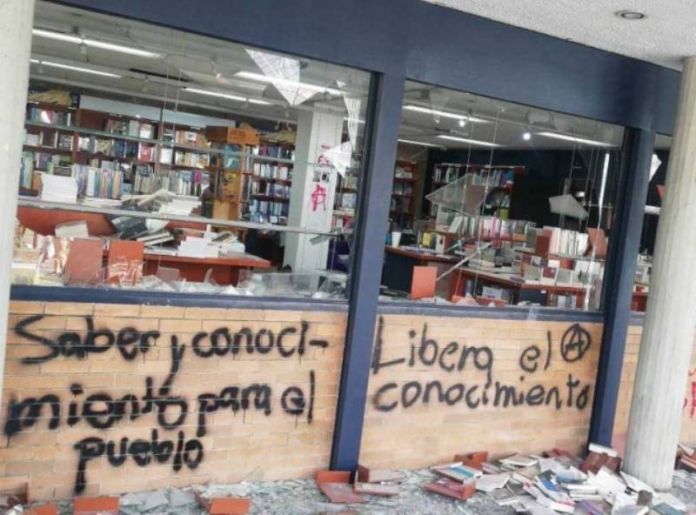 Saber y conoci-
miento para el
pueblo
Libera el Ⓐ
conocimiento